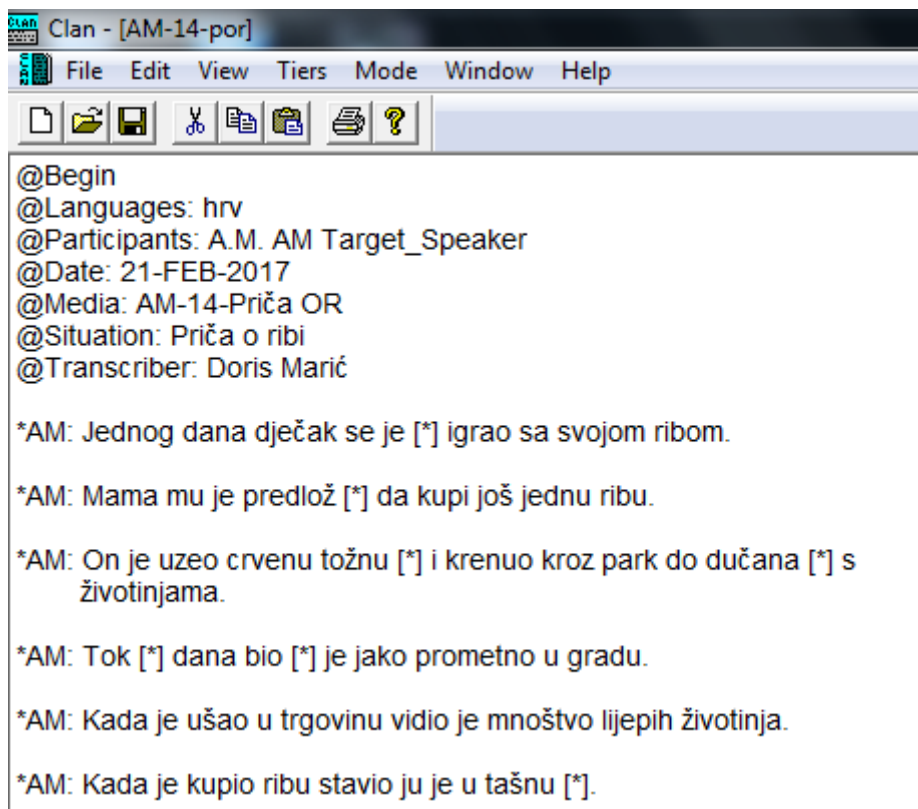 Clan - [AM-14-por]
File Edit View Tiers Mode Window Help
@Begin
@Languages: hrv
@Participants: A.M. AM Target_Speaker
@Date: 21-FEB-2017
@Media: AM-14-Priča OR
@Situation: Priča o ribi
@Transcriber: Doris Marić
*AM: Jednog dana dječak se je [*] igrao sa svojom ribom.
*AM: Mama mu je predlož [*] da kupi još jednu ribu.
*AM: On je uzeo crvenu tožnu [*] i krenuo kroz park do dučana [*] s
životinjama.
*AM: Tok [*] dana bio [*] je jako prometno u gradu.
*AM: Kada je ušao u trgovinu vidio je mnoštvo lijepih životinja.
*AM: Kada je kupio ribu stavio ju je u tašnu [*].